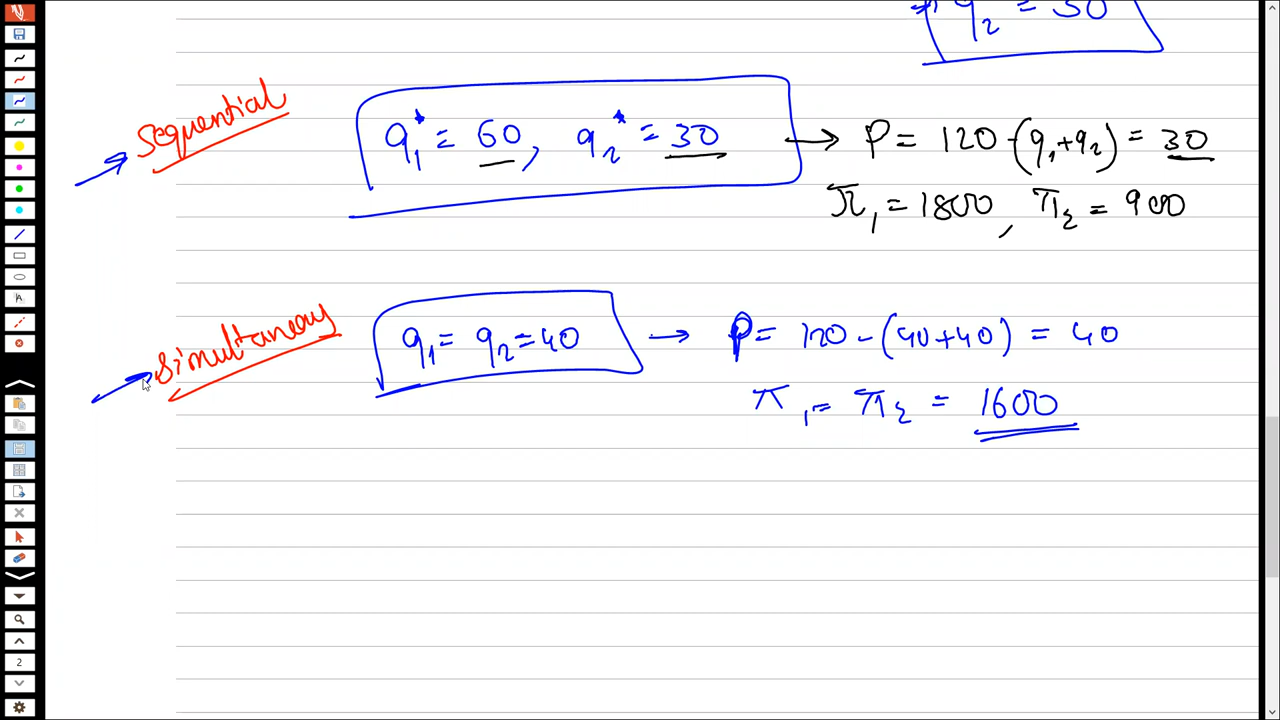 q₂ = 30
Sequential
q₁* = 60, q₂* = 30 → P = 120 - (q₁+q₂) = 30
π₁ = 1800, π₂ = 900
Simultaneous
q₁ = q₂ = 40 → P = 120 - (40+40) = 40
π₁ = π₂ = 1600
2